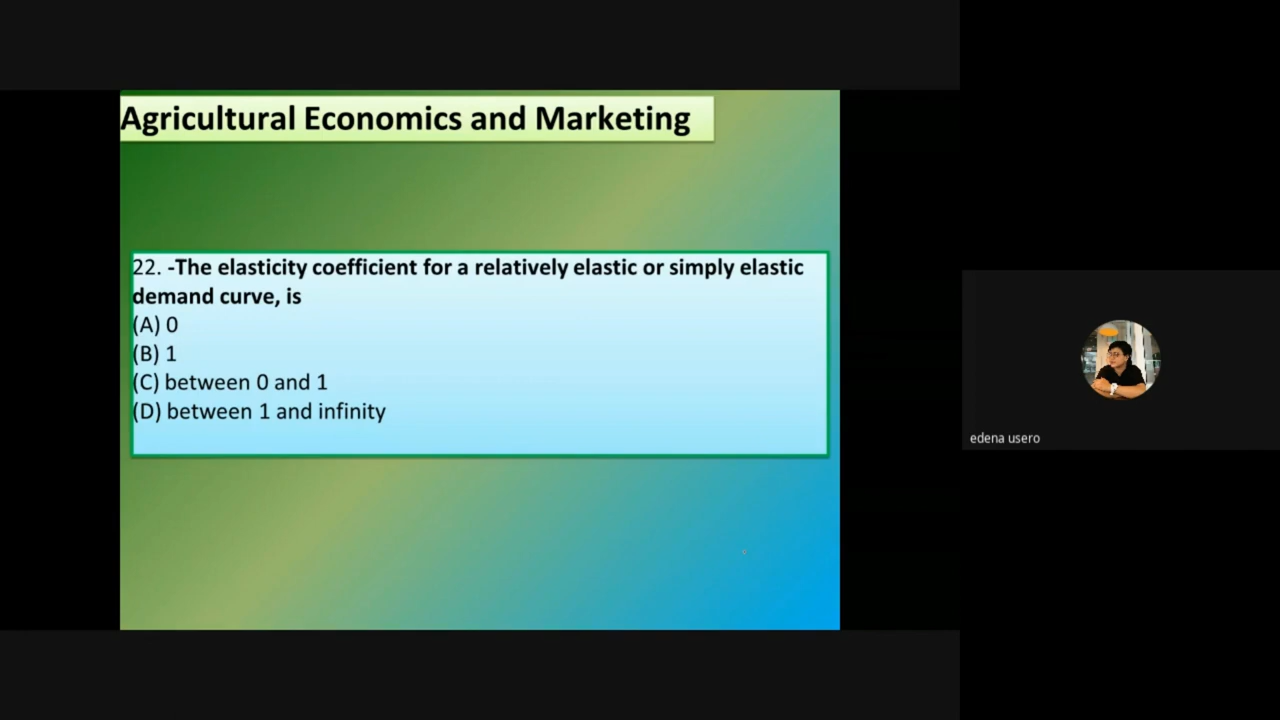 Agricultural Economics and Marketing
22. -The elasticity coefficient for a relatively elastic or simply elastic
demand curve, is
(A) 0
(B) 1
(C) between 0 and 1
(D) between 1 and infinity
edena usero